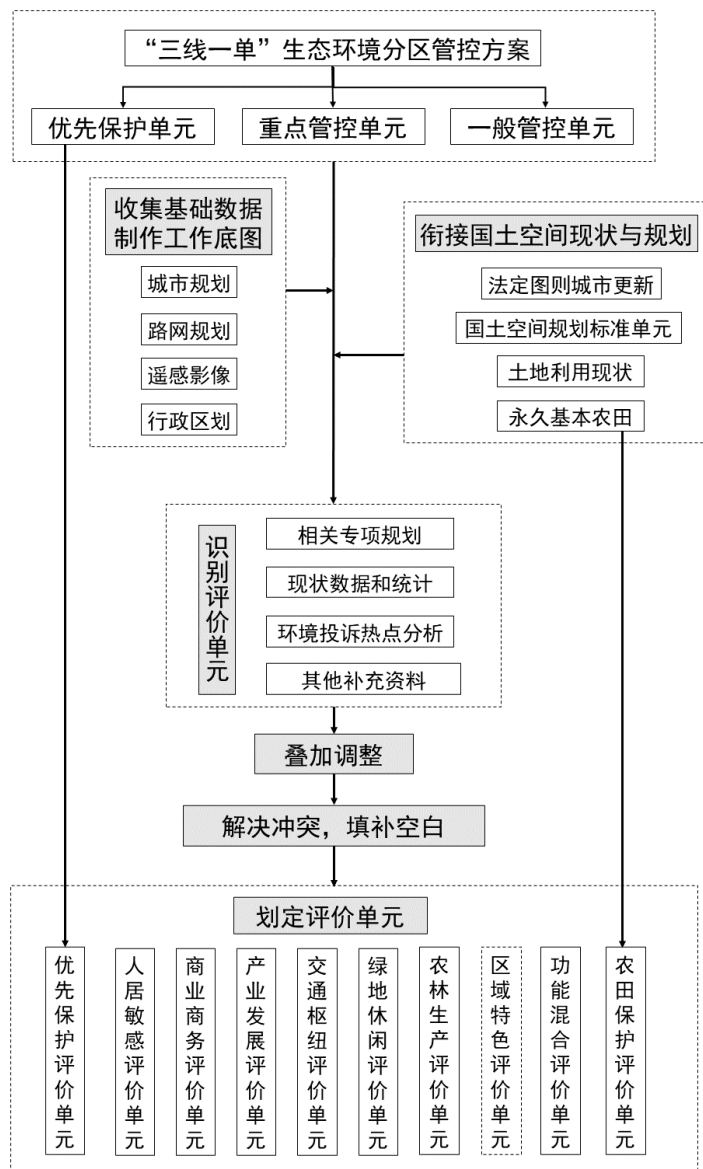 “三线一单”生态环境分区管控方案
优先保护单元
重点管控单元
一般管控单元
收集基础数据
制作工作底图
城市规划
路网规划
遥感影像
行政区划
衔接国土空间现状与规划
法定图则城市更新
国土空间规划标准单元
土地利用现状
永久基本农田
识别评价单元
相关专项规划
现状数据和统计
环境投诉热点分析
其他补充资料
叠加调整
解决冲突，填补空白
划定评价单元
优先保护评价单元
人居敏感评价单元
商业商务评价单元
产业发展评价单元
交通枢纽评价单元
绿地休闲评价单元
农林生产评价单元
区域特色评价单元
功能混合评价单元
农田保护评价单元